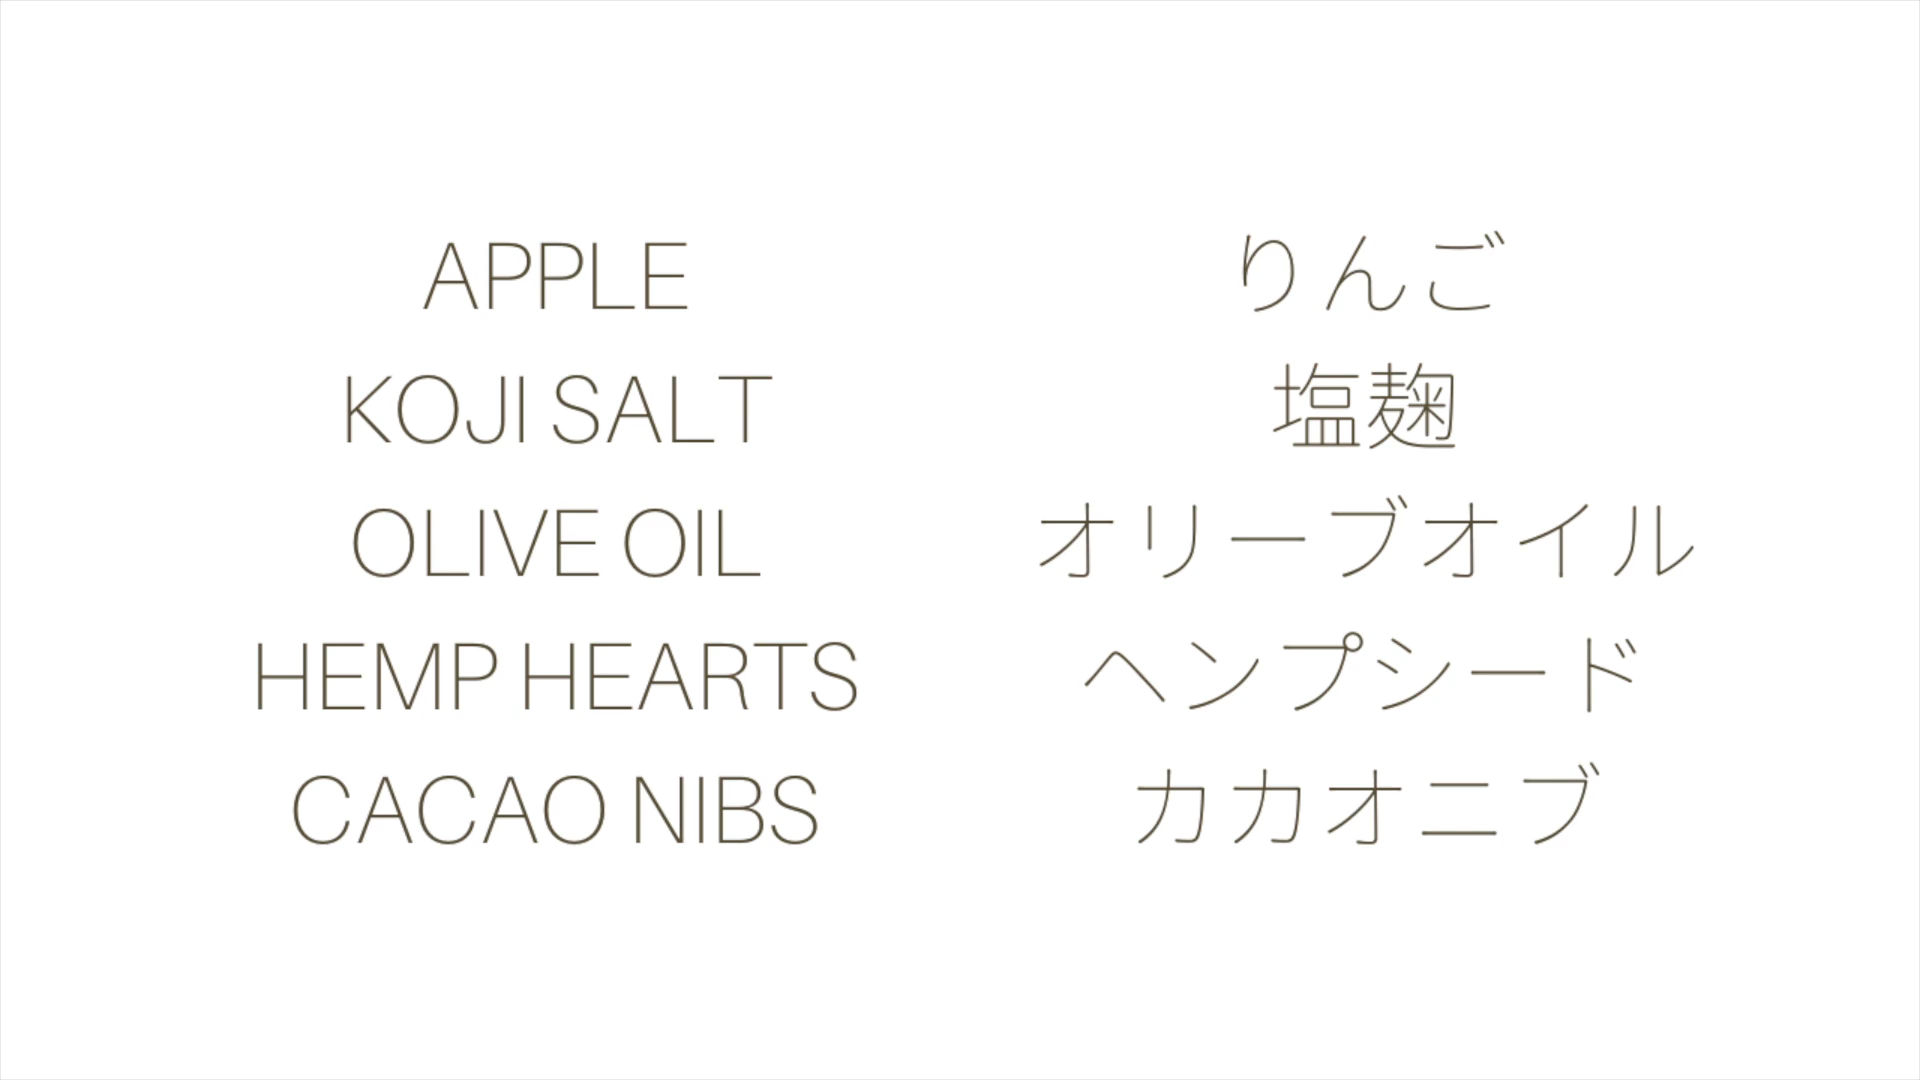 APPLE
KOJI SALT
OLIVE OIL
HEMP HEARTS
CACAO NIBS
りんご
塩麹
オリーブオイル
ヘンプシード
カカオニブ